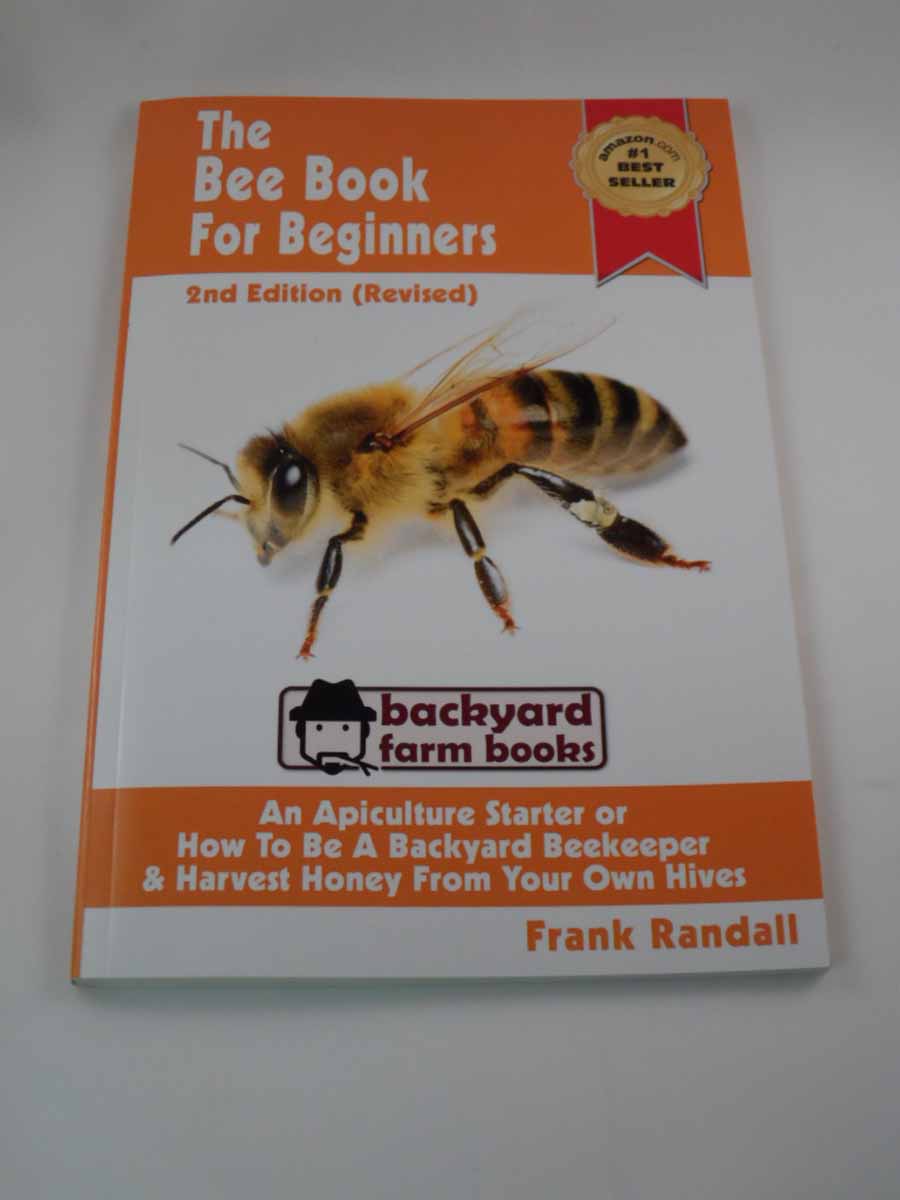 The
Bee Book
For Beginners
amazon.com
#1
BEST
SELLER
2nd Edition (Revised)
backyard
farm books
An Apiculture Starter or
How To Be A Backyard Beekeeper
& Harvest Honey From Your Own Hives
Frank Randall